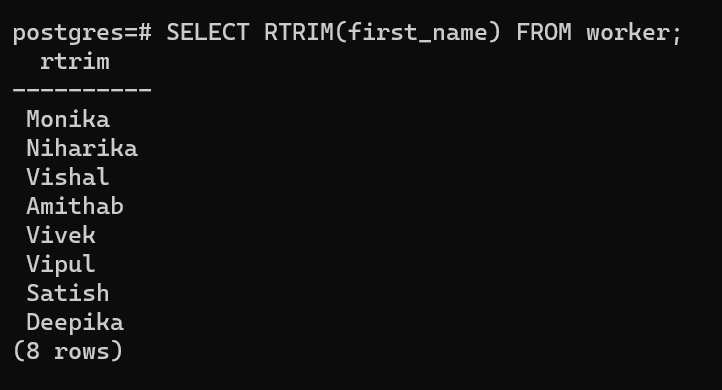 postgres=# SELECT RTRIM(first_name) FROM worker;
  rtrim
----------
 Monika
 Niharika
 Vishal
 Amithab
 Vivek
 Vipul
 Satish
 Deepika
(8 rows)